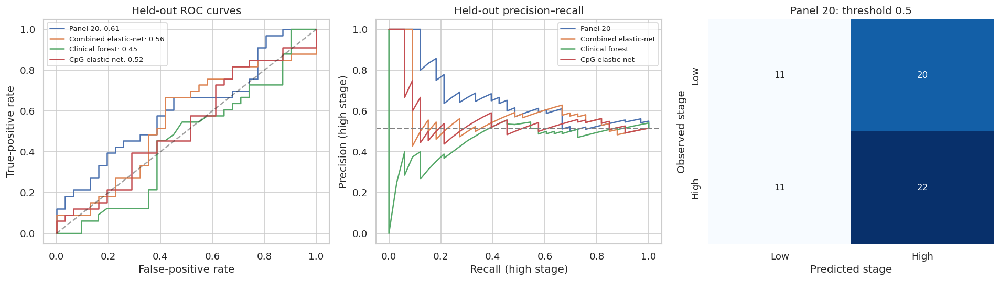 Held-out ROC curves
Panel 20: 0.61
Combined elastic-net: 0.56
Clinical forest: 0.45
CpG elastic-net: 0.52
True-positive rate
1.0
0.8
0.6
0.4
0.2
0.0
0.0 0.2 0.4 0.6 0.8 1.0
False-positive rate
Held-out precision–recall
Panel 20
Combined elastic-net
Clinical forest
CpG elastic-net
Precision (high stage)
1.0
0.8
0.6
0.4
0.2
0.0
0.0 0.2 0.4 0.6 0.8 1.0
Recall (high stage)
Panel 20: threshold 0.5
Observed stage
Low
11 20
High
11 22
Low High
Predicted stage